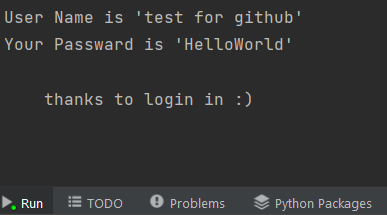 User Name is 'test for github'
Your Passward is 'HelloWorld'
thanks to login in :)
Run TODO Problems Python Packages